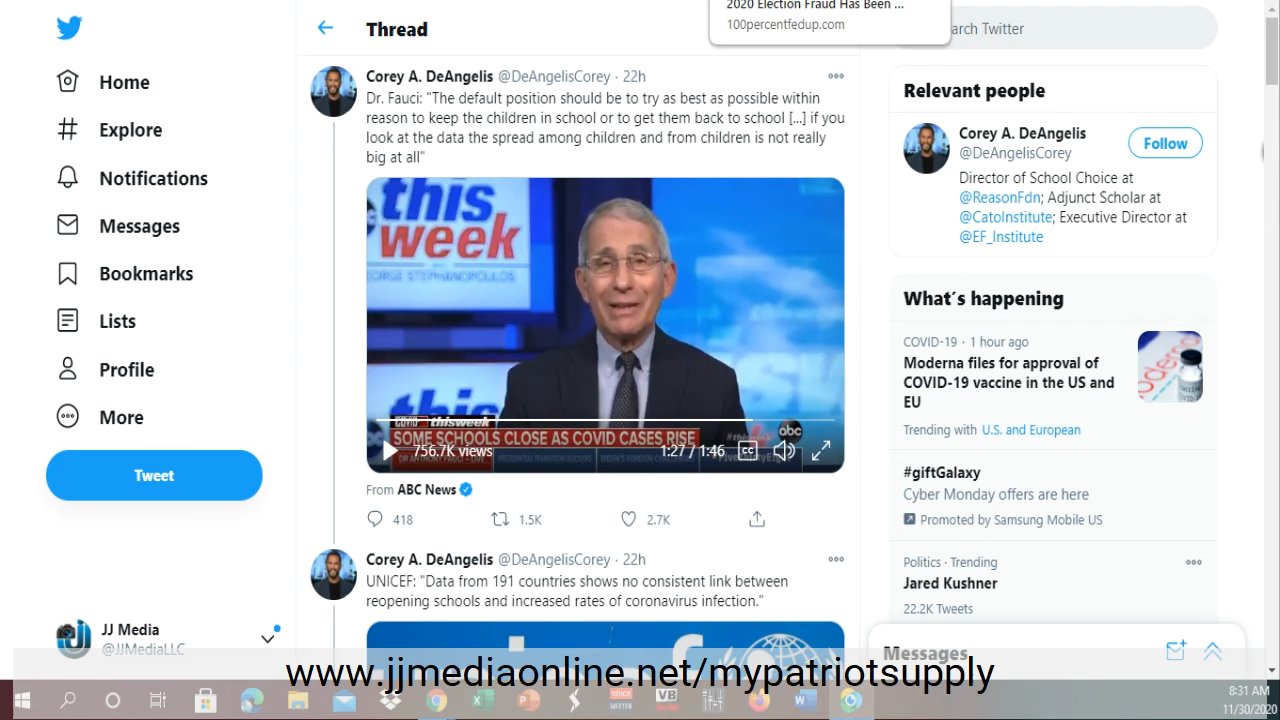 2020 Election Fraud Has Been ...
100percentfedup.com
Thread
arch Twitter
Home
Explore
Notifications
Messages
Bookmarks
Lists
Profile
More
Tweet
JJ Media
@JJMediaLLC
Corey A. DeAngelis @DeAngelisCorey · 22h
Dr. Fauci: "The default position should be to try as best as possible within
reason to keep the children in school or to get them back to school [...] if you
look at the data the spread among children and from children is not really
big at all"
this
week
GEORGE STEPHANOPOULOS
this
COVID thisweek
abc
SOME SCHOOLS CLOSE AS COVID CASES RISE
756.7K views
1:27 / 1:46
CC
From ABC News
418
1.5K
2.7K
Corey A. DeAngelis @DeAngelisCorey · 22h
UNICEF: "Data from 191 countries shows no consistent link between
reopening schools and increased rates of coronavirus infection."
Relevant people
Corey A. DeAngelis
@DeAngelisCorey
Follow
Director of School Choice at
@ReasonFdn; Adjunct Scholar at
@CatoInstitute; Executive Director at
@EF_Institute
What's happening
COVID-19 · 1 hour ago
Moderna files for approval of
COVID-19 vaccine in the US and
EU
Trending with U.S. and European
#giftGalaxy
Cyber Monday offers are here
Promoted by Samsung Mobile US
Politics · Trending
Jared Kushner
22.2K Tweets
Messages
www.jjmediaonline.net/mypatriotsupply
VOICE
MEETER
VB
8:31 AM
11/30/2020